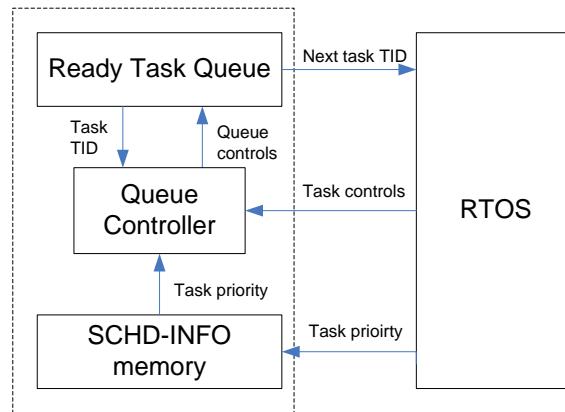 Ready Task Queue
Next task TID
Task
TID
Queue
controls
Queue
Controller
Task controls
RTOS
Task priority
SCHD-INFO
memory
Task prioirty